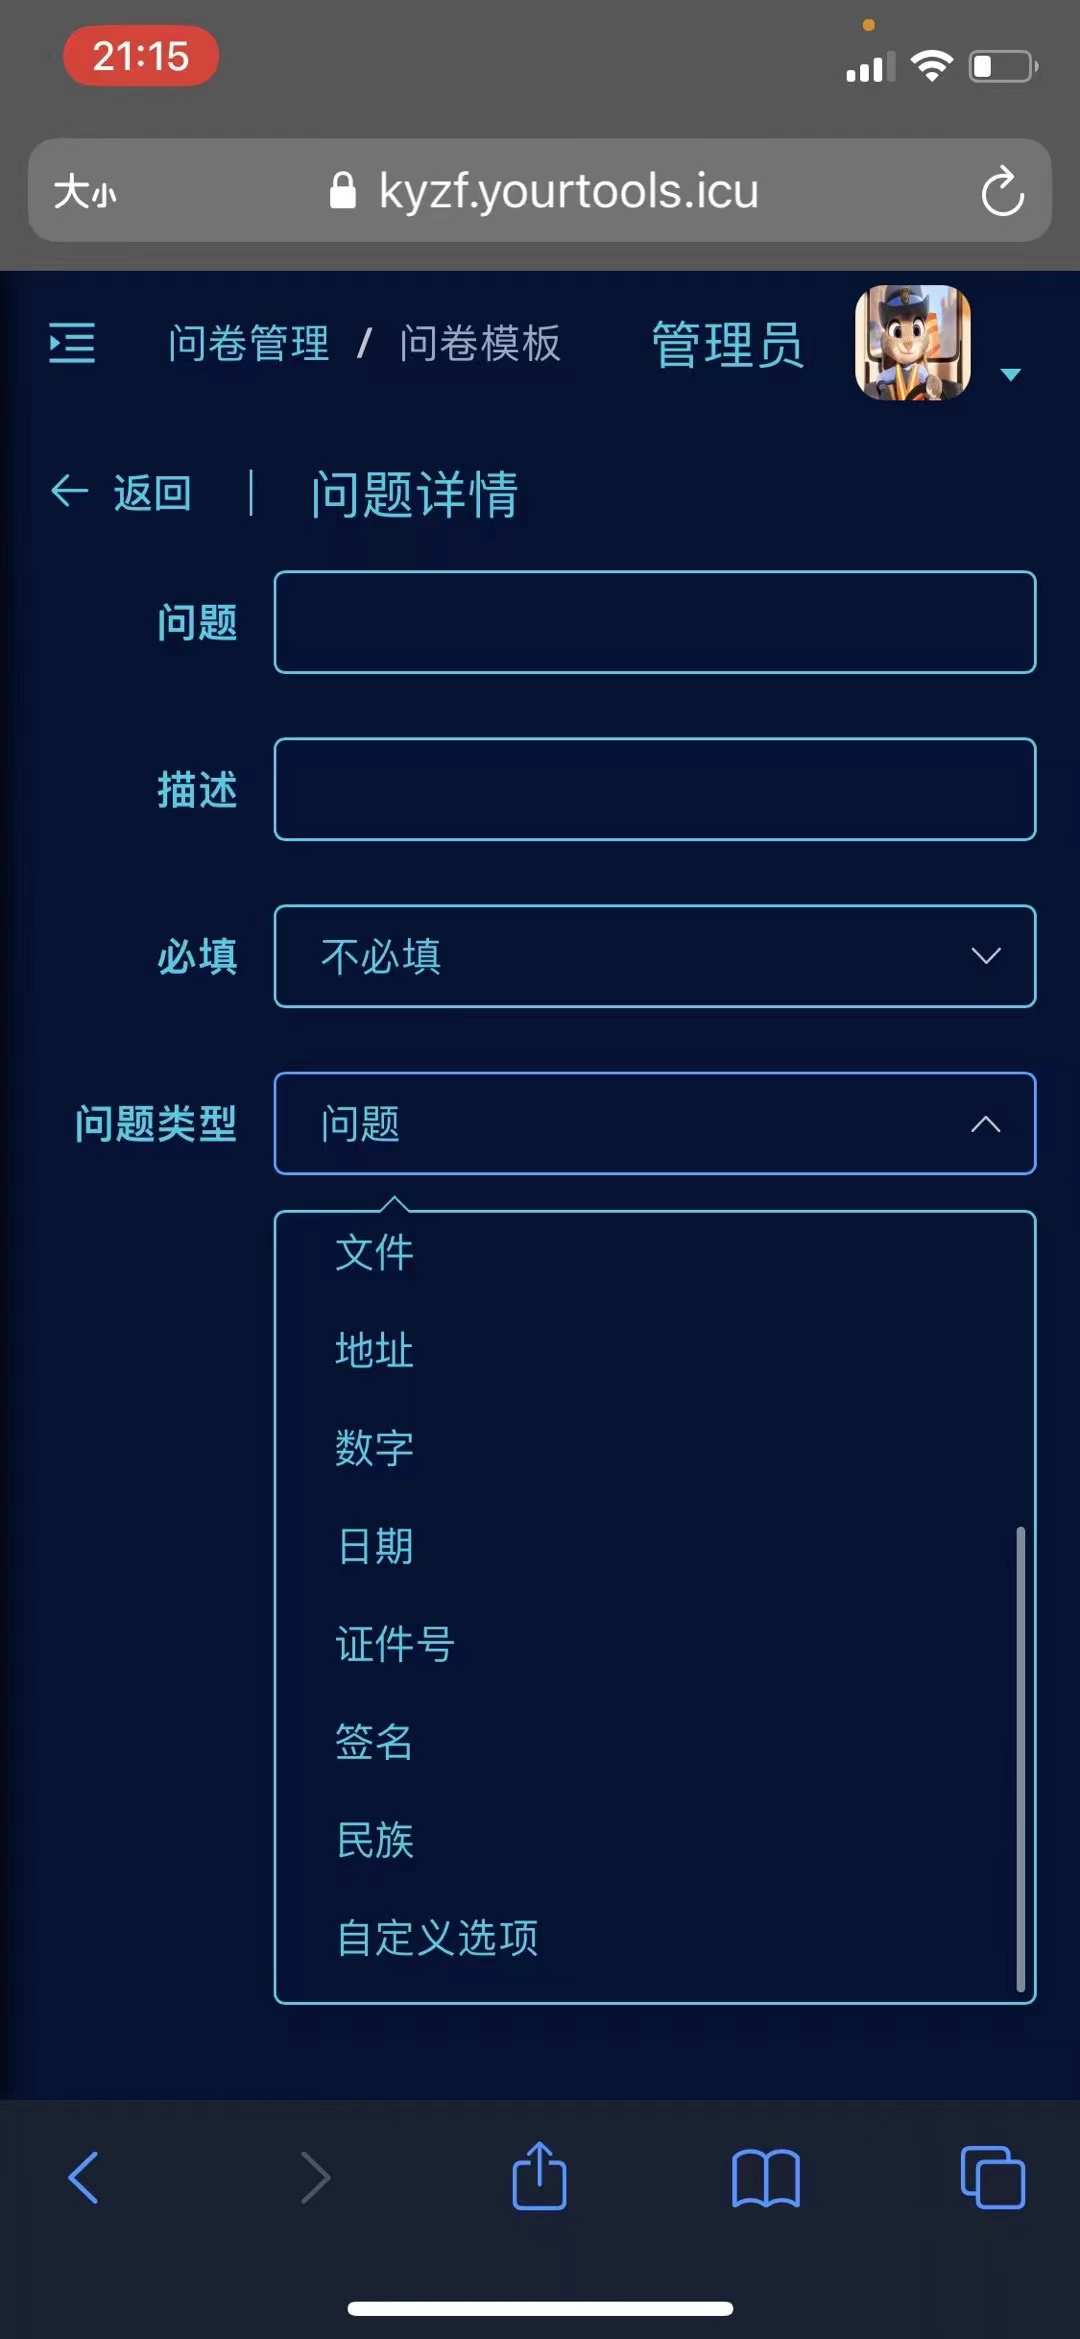 21:15
大小 kyzf.yourtools.icu
问卷管理 / 问卷模板 管理员
返回 | 问题详情
问题
描述
必填 不必填
问题类型 问题
文件
地址
数字
日期
证件号
签名
民族
自定义选项